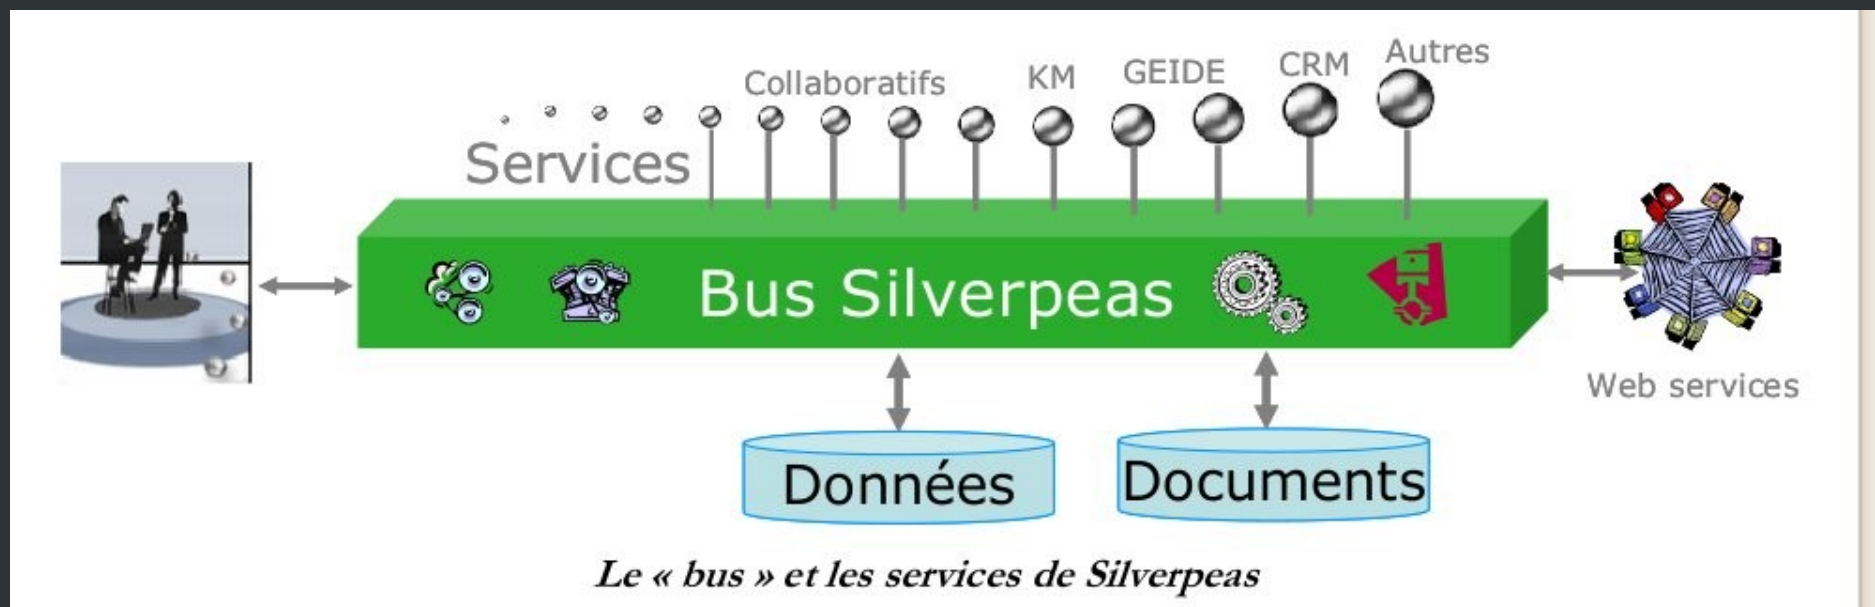 Autres
CRM
GEIDE
KM
Collaboratifs
Services
Bus Silverpeas
Web services
Données
Documents
Le « bus » et les services de Silverpeas